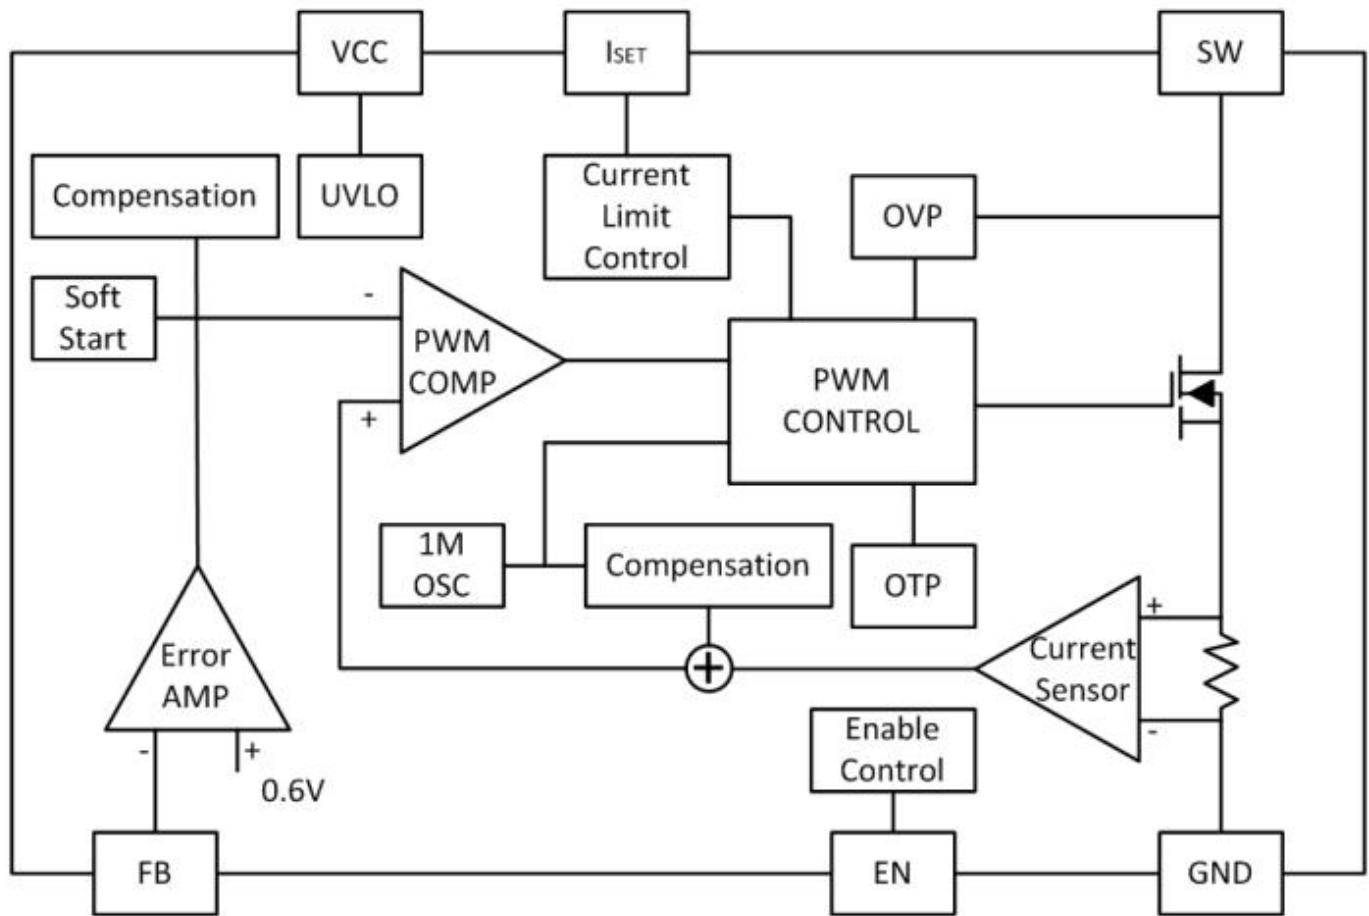 VCC
ISET
SW
Compensation
UVLO
Current
Limit
Control
OVP
Soft
Start
-
PWM
COMP
+
PWM
CONTROL
1M
OSC
Compensation
OTP
+
Current
Sensor
-
Error
AMP
-
+
0.6V
Enable
Control
FB
EN
GND